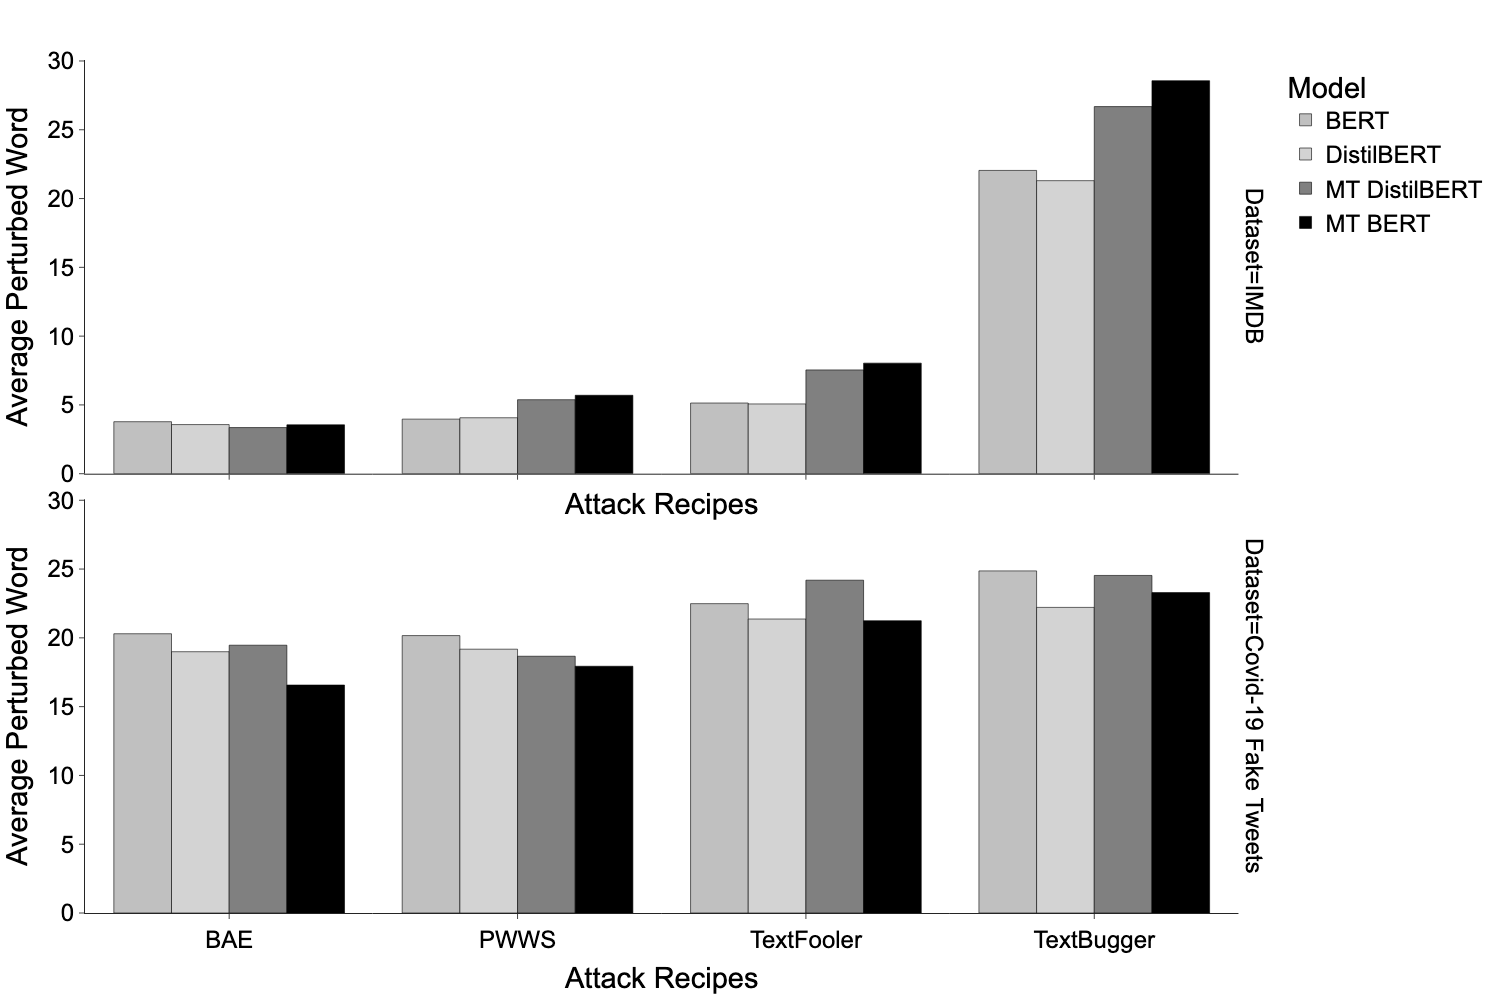 30
25
20
15
10
5
0
Average Perturbed Word
Attack Recipes
Dataset=IMDB
Model
BERT
DistilBERT
MT DistilBERT
MT BERT
30
25
20
15
10
5
0
Average Perturbed Word
BAE PWWS TextFooler TextBugger
Attack Recipes
Dataset=Covid-19 Fake Tweets